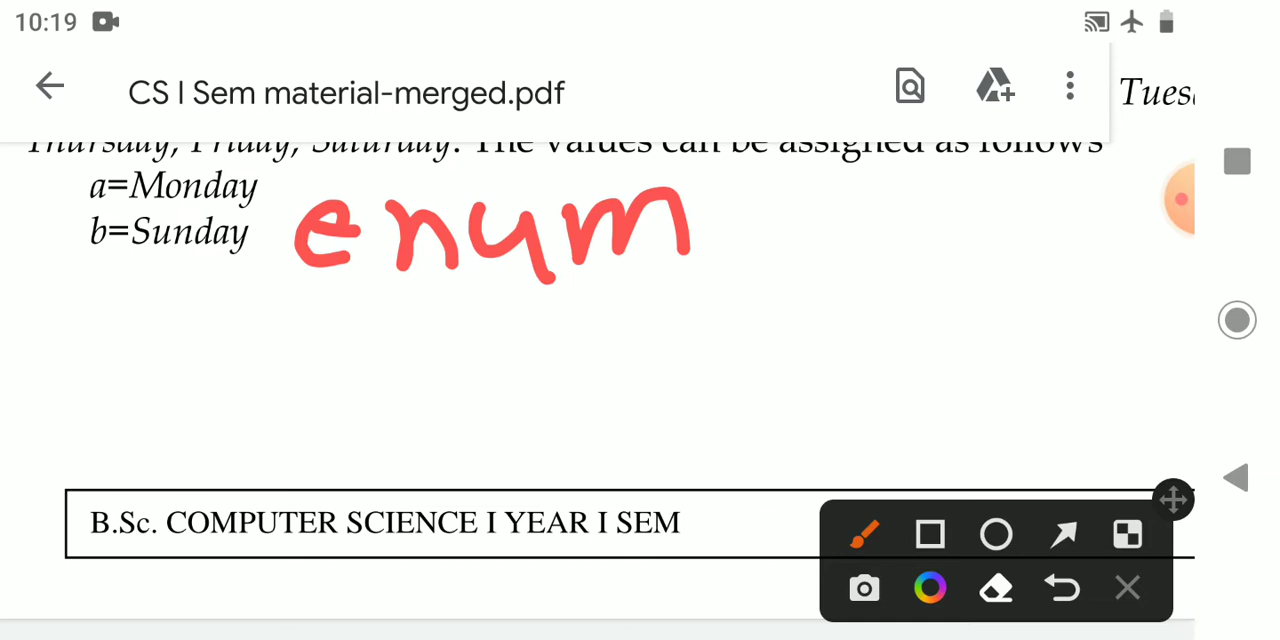 10:19
CS I Sem material-merged.pdf
Tues
Thursday, Friday, Saturday. The values can be assigned as follows
a=Monday
b=Sunday
enum
B.Sc. COMPUTER SCIENCE I YEAR I SEM